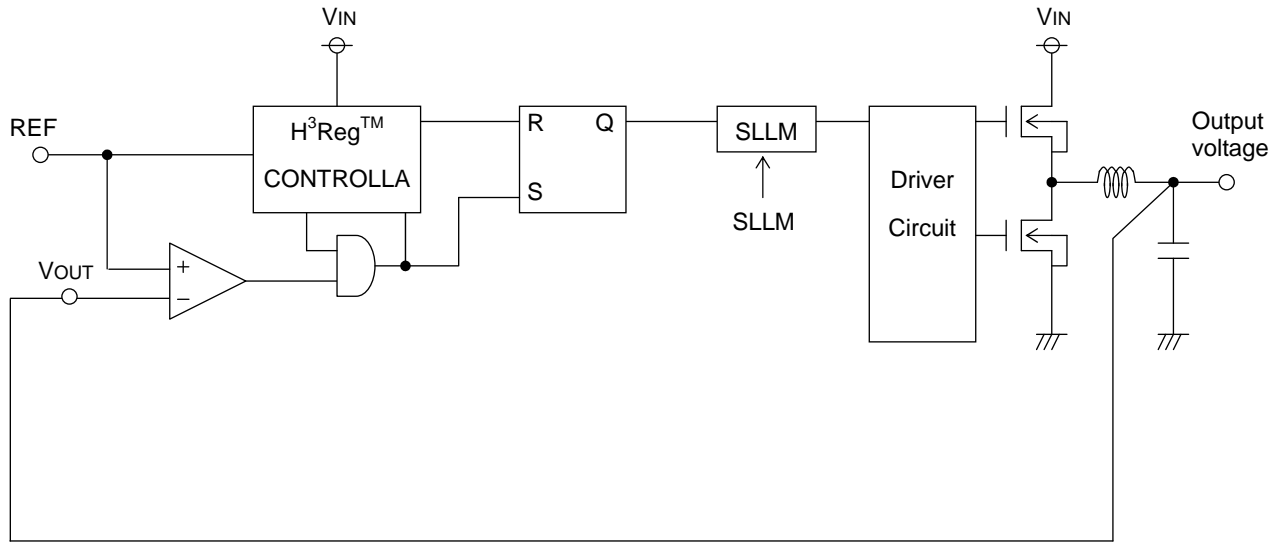 VIN
VIN
REF
H³Reg™
CONTROLLA
R
Q
S
SLLM
SLLM
Driver
Circuit
Output
voltage
VOUT
+
−